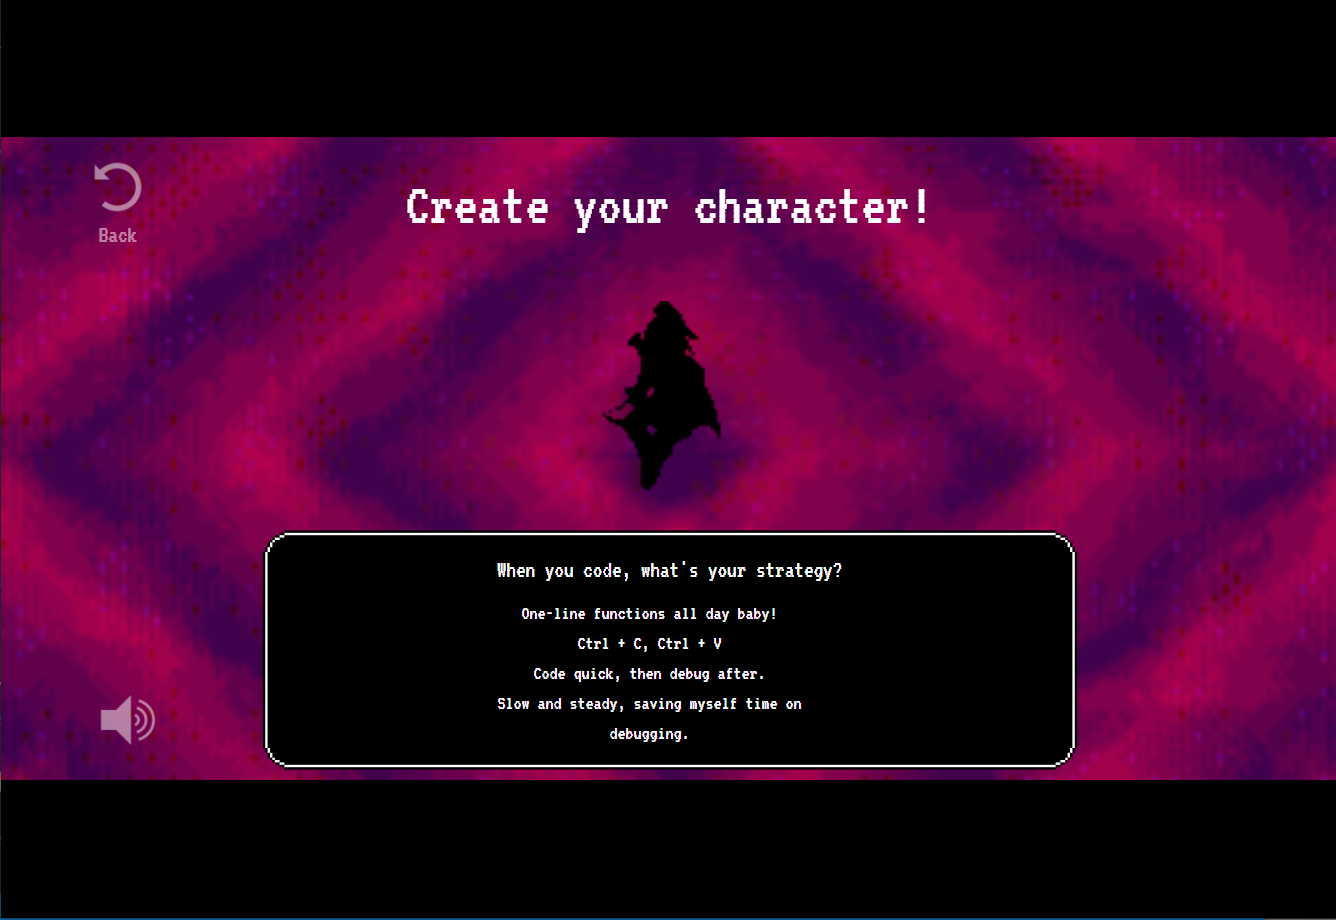 Create your character!
Back
When you code, what's your strategy?
One-line functions all day baby!
Ctrl + C, Ctrl + V
Code quick, then debug after.
Slow and steady, saving myself time on
debugging.